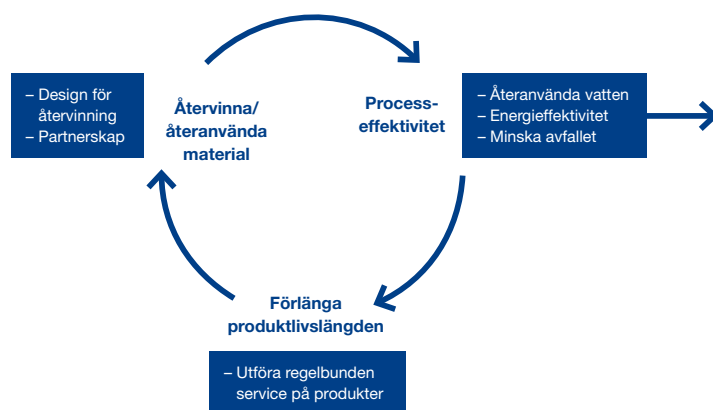 – Design för
återvinning
– Partnerskap
Återvinna/
återanvända
material
Process-
effektivitet
– Återanvända vatten
– Energieffektivitet
– Minska avfallet
Förlänga
produktlivslängden
– Utföra regelbunden
service på produkter